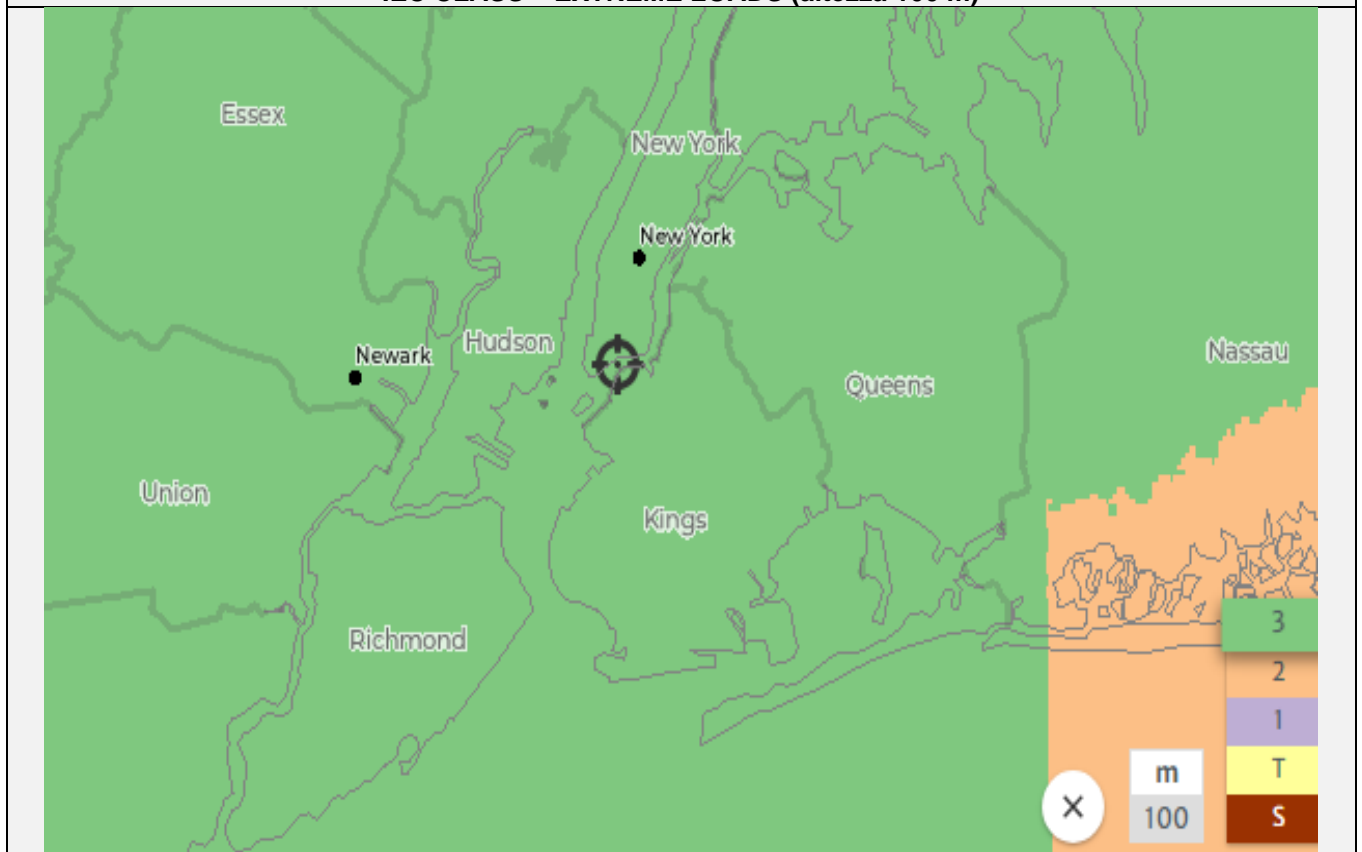 Essex
New York
New York
Newark
Hudson
Nassau
Queens
Union
Kings
Richmond
3
2
1
m
T
100
S